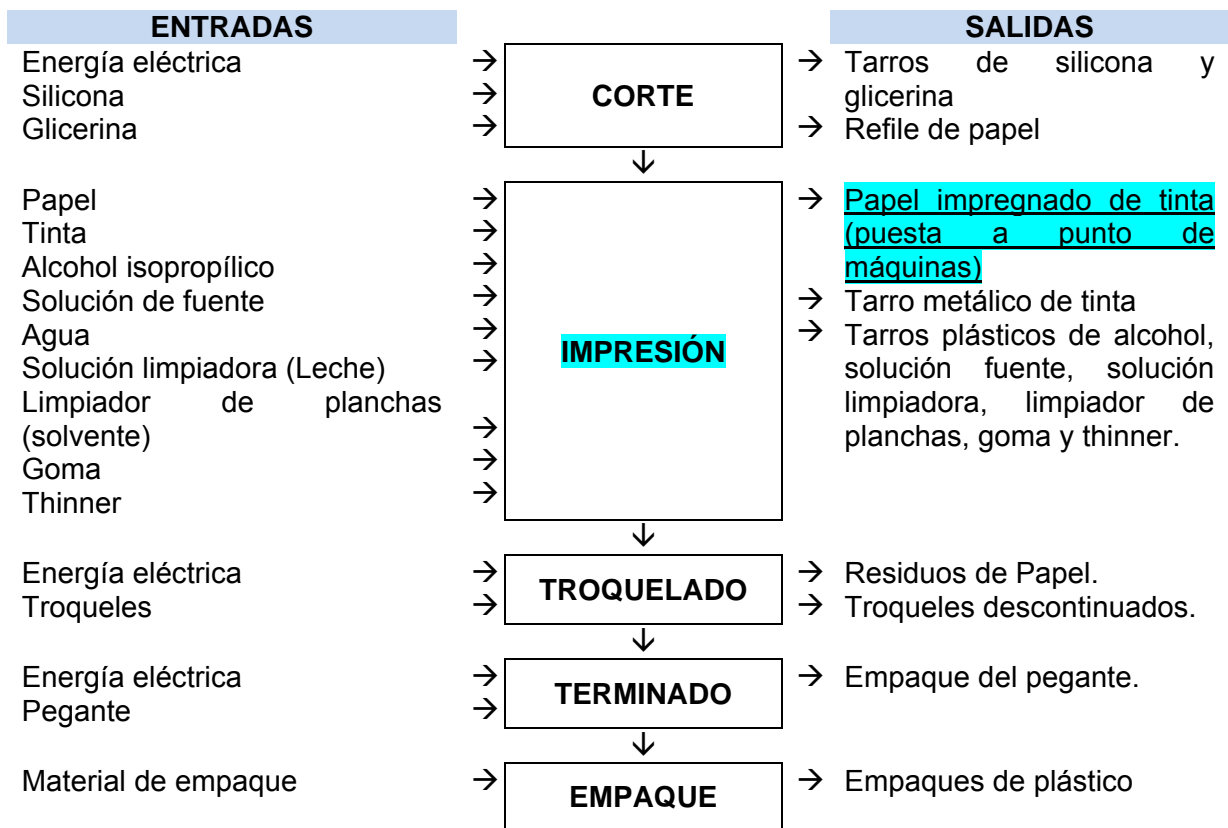 ENTRADAS
SALIDAS
Energía eléctrica
Silicona
Glicerina
CORTE
Tarros de silicona y
glicerina
Refile de papel
Papel
Tinta
Alcohol isopropílico
Solución de fuente
Agua
Solución limpiadora (Leche)
Limpiador de planchas
(solvente)
Goma
Thinner
IMPRESIÓN
Papel impregnado de tinta
(puesta a punto de
máquinas)
Tarro metálico de tinta
Tarros plásticos de alcohol,
solución fuente, solución
limpiadora, limpiador de
planchas, goma y thinner.
Energía eléctrica
Troqueles
TROQUELADO
Residuos de Papel.
Troqueles descontinuados.
Energía eléctrica
Pegante
TERMINADO
Empaque del pegante.
Material de empaque
EMPAQUE
Empaques de plástico